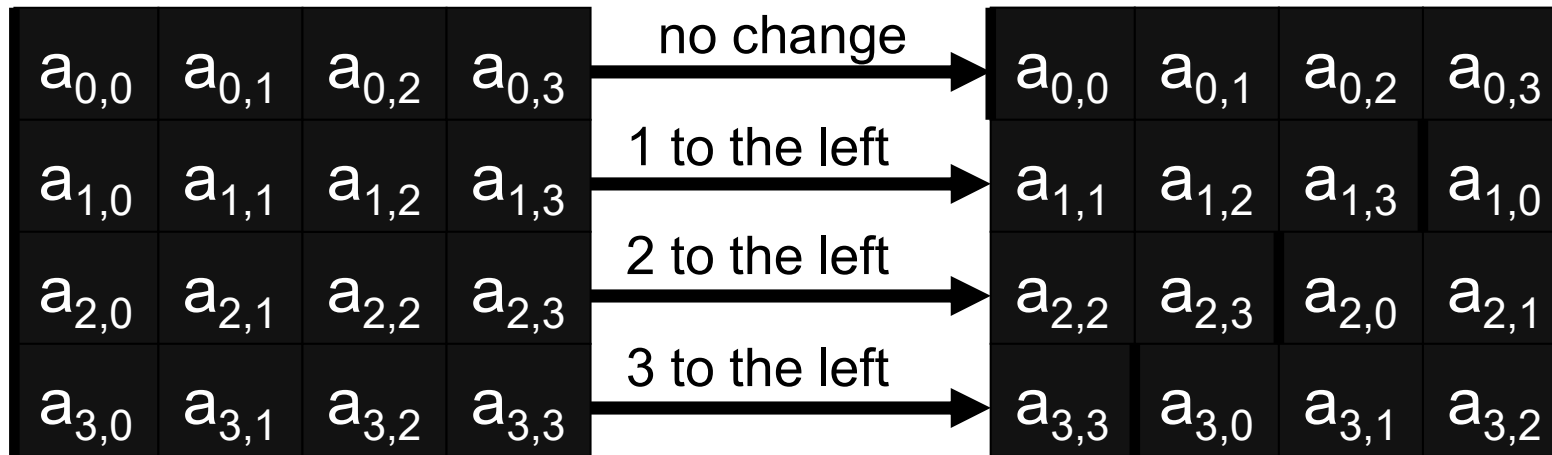 a0,0 a0,1 a0,2 a0,3 no change a0,0 a0,1 a0,2 a0,3
a1,0 a1,1 a1,2 a1,3 1 to the left a1,1 a1,2 a1,3 a1,0
a2,0 a2,1 a2,2 a2,3 2 to the left a2,2 a2,3 a2,0 a2,1
a3,0 a3,1 a3,2 a3,3 3 to the left a3,3 a3,0 a3,1 a3,2